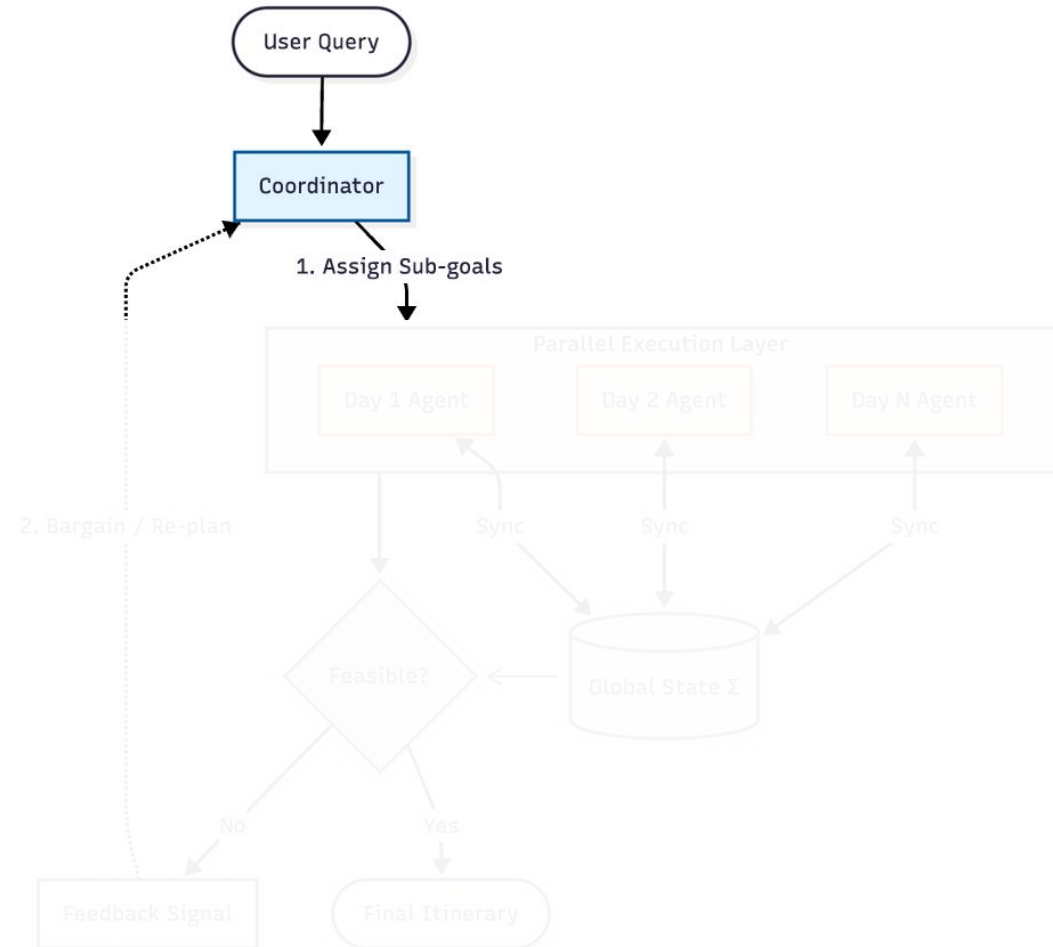 User Query
Coordinator
1. Assign Sub-goals
Parallel Execution Layer
Day 1 Agent
Day 2 Agent
Day N Agent
2. Bargain / Re-plan
Sync
Sync
Sync
Feasible?
Global State Σ
No
Yes
Feedback Signal
Final Itinerary